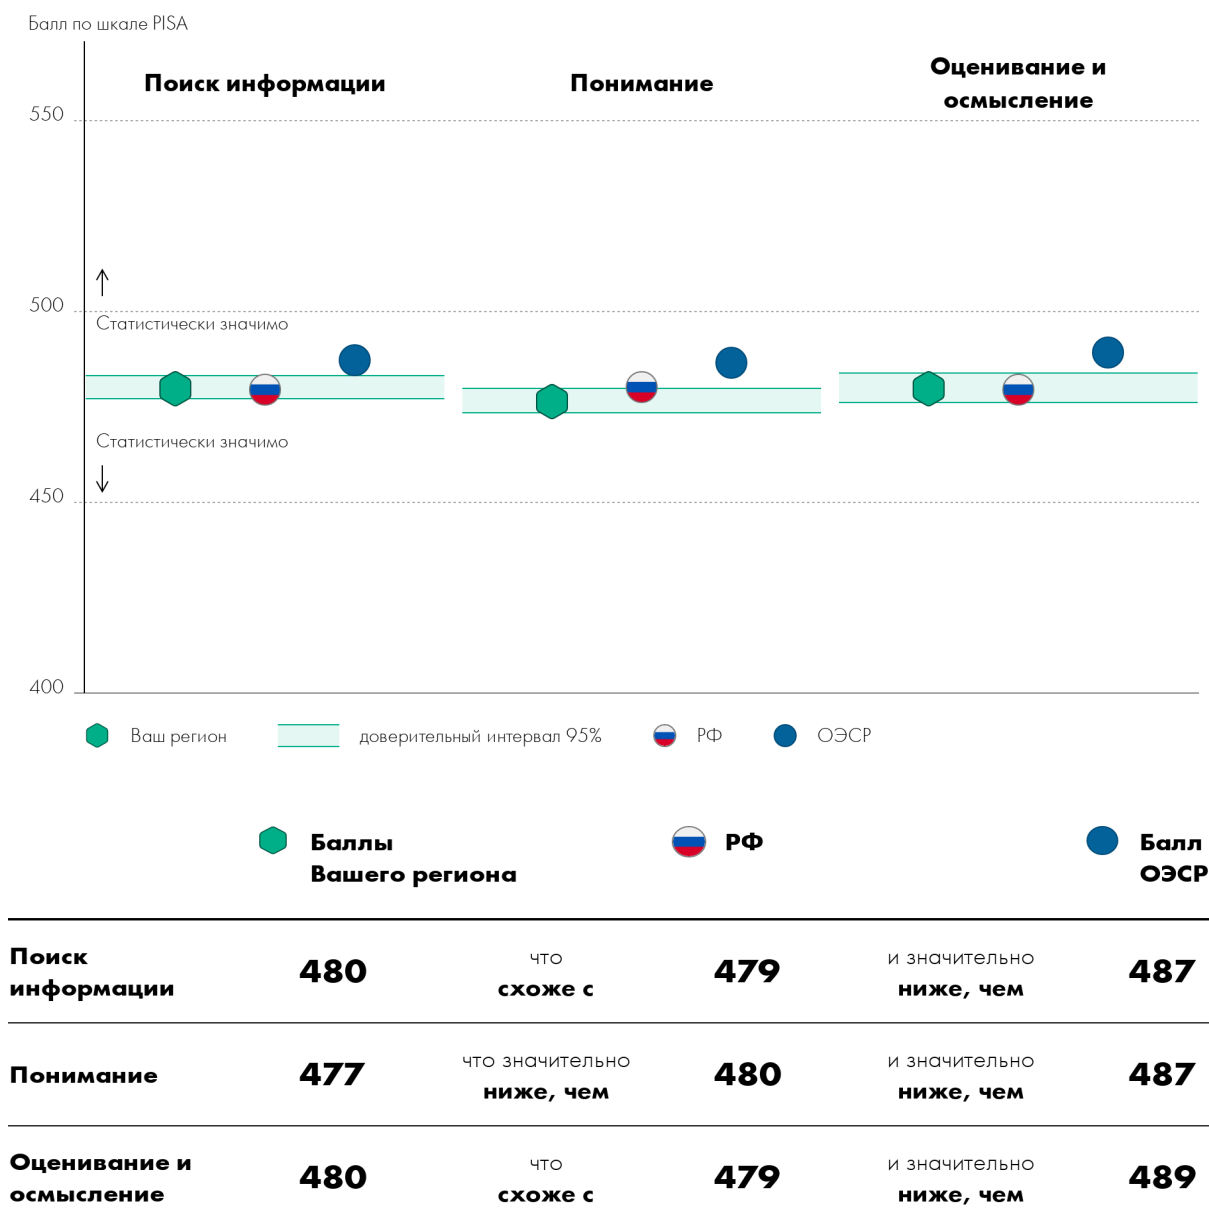 Балл по шкале PISA
Поиск информации
Понимание
Оценивание и
осмысление
550
500
Статистически значимо
Статистически значимо
450
400
Ваш регион
доверительный интервал 95%
РФ
ОЭСР
Баллы
Вашего региона
РФ
Балл
ОЭСР
Поиск
информации
480
что
схоже с
479
и значительно
ниже, чем
487
Понимание
477
что значительно
ниже, чем
480
и значительно
ниже, чем
487
Оценивание и
осмысление
480
что
схоже с
479
и значительно
ниже, чем
489